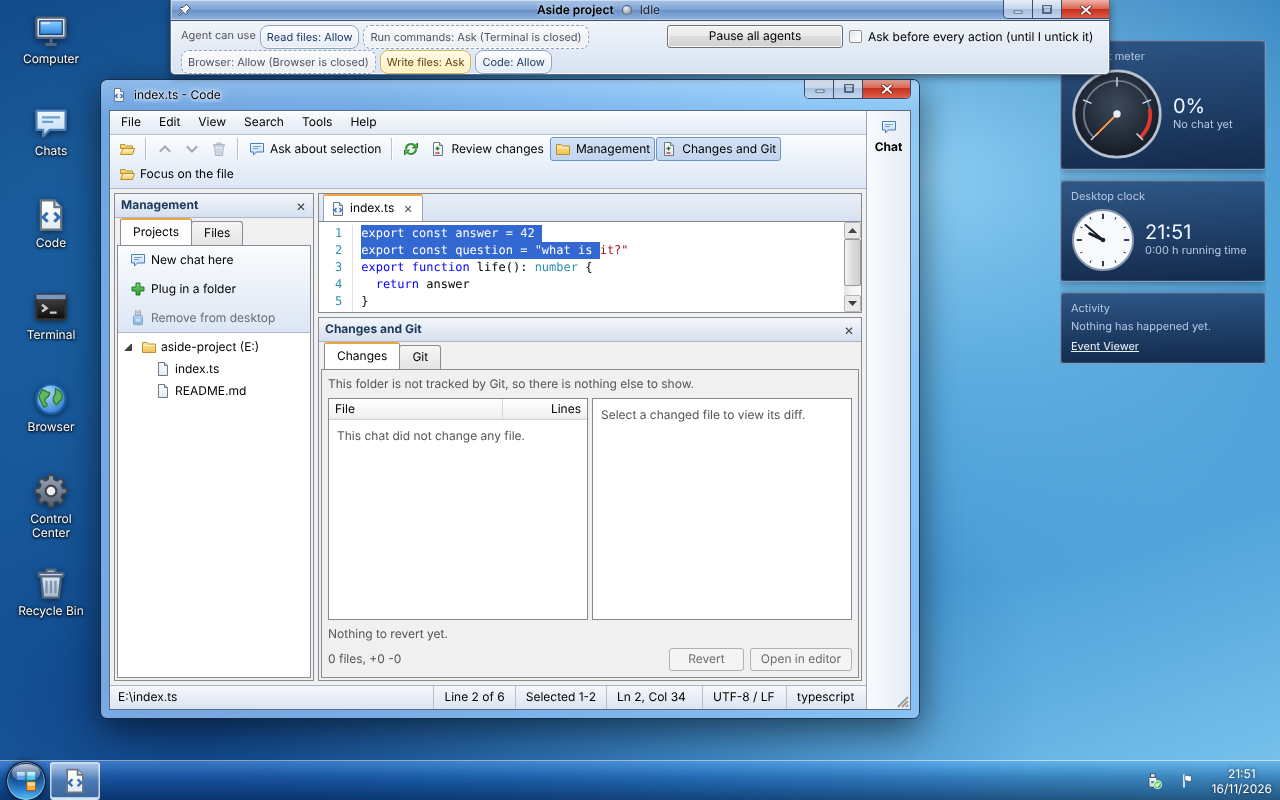 Aside project Idle
Agent can use Read files: Allow Run commands: Ask (Terminal is closed)
Browser: Allow (Browser is closed) Write files: Ask Code: Allow
Pause all agents Ask before every action (until I untick it)
Computer
Chats
Code
Terminal
Browser
Control
Center
Recycle Bin
index.ts - Code
File Edit View Search Tools Help
Ask about selection Review changes Management Changes and Git
Focus on the file
Chat
Management
Projects Files
New chat here
Plug in a folder
Remove from desktop
aside-project (E:)
index.ts
README.md
index.ts
1 export const answer = 42
2 export const question = "what is it?"
3 export function life(): number {
4 return answer
5 }
Changes and Git
Changes Git
This folder is not tracked by Git, so there is nothing else to show.
File Lines
This chat did not change any file.
Select a changed file to view its diff.
Nothing to revert yet.
0 files, +0 -0 Revert Open in editor
E:\index.ts Line 2 of 6 Selected 1-2 Ln 2, Col 34 UTF-8 / LF typescript
meter
0%
No chat yet
Desktop clock
21:51
0:00 h running time
Activity
Nothing has happened yet.
Event Viewer
21:51
16/11/2026